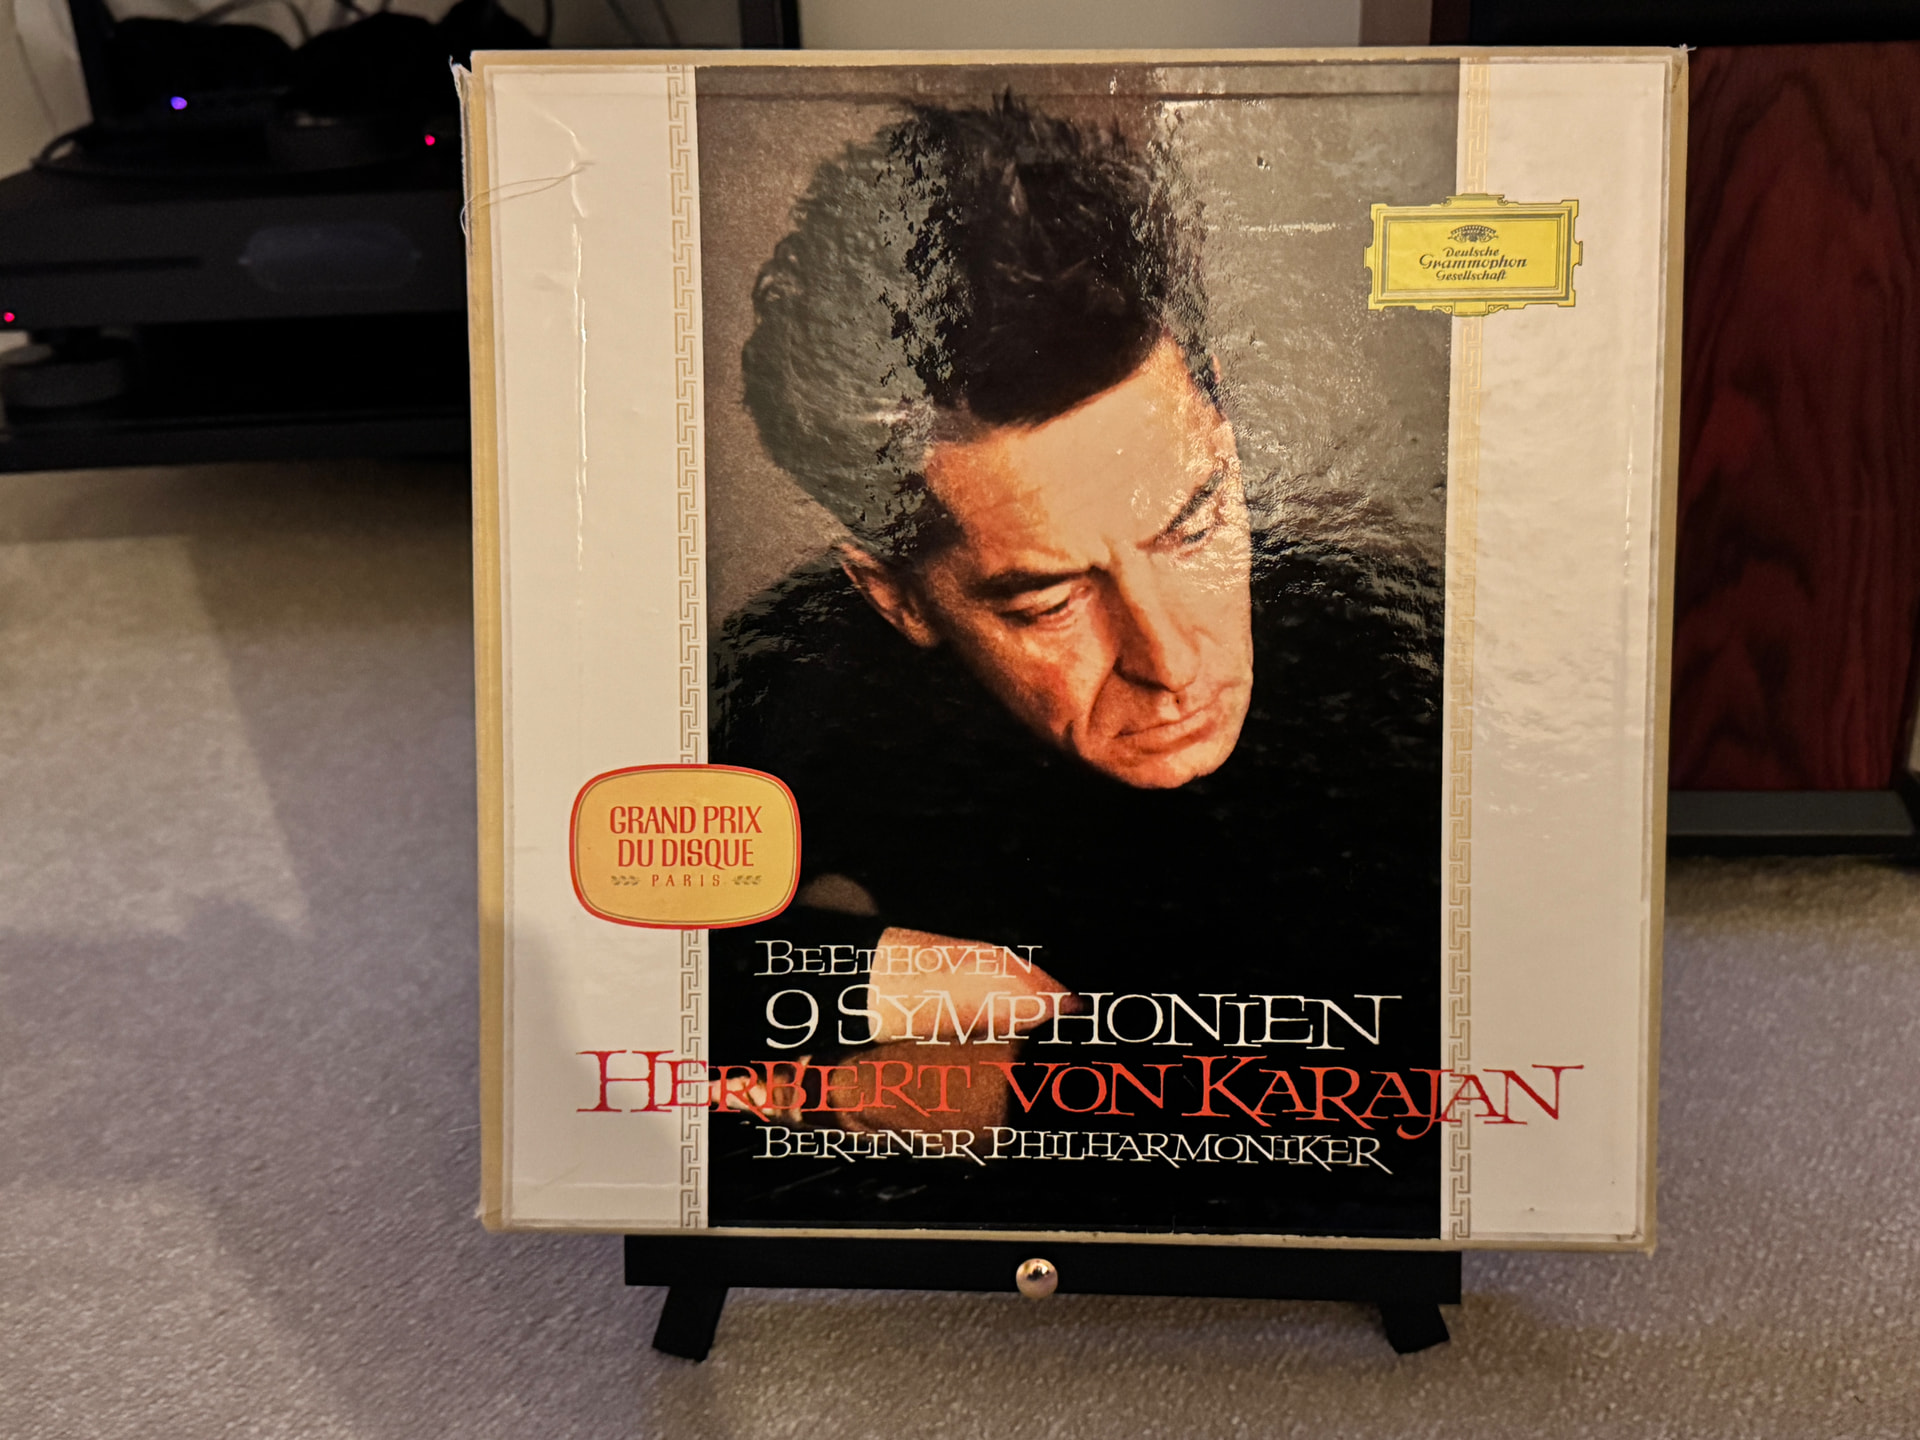 Deutsche
Grammophon
Gesellschaft
GRAND PRIX
DU DISQUE
PARIS
BEETHOVEN
9 SYMPHONIEN
HERBERT VON KARAJAN
BERLINER PHILHARMONIKER